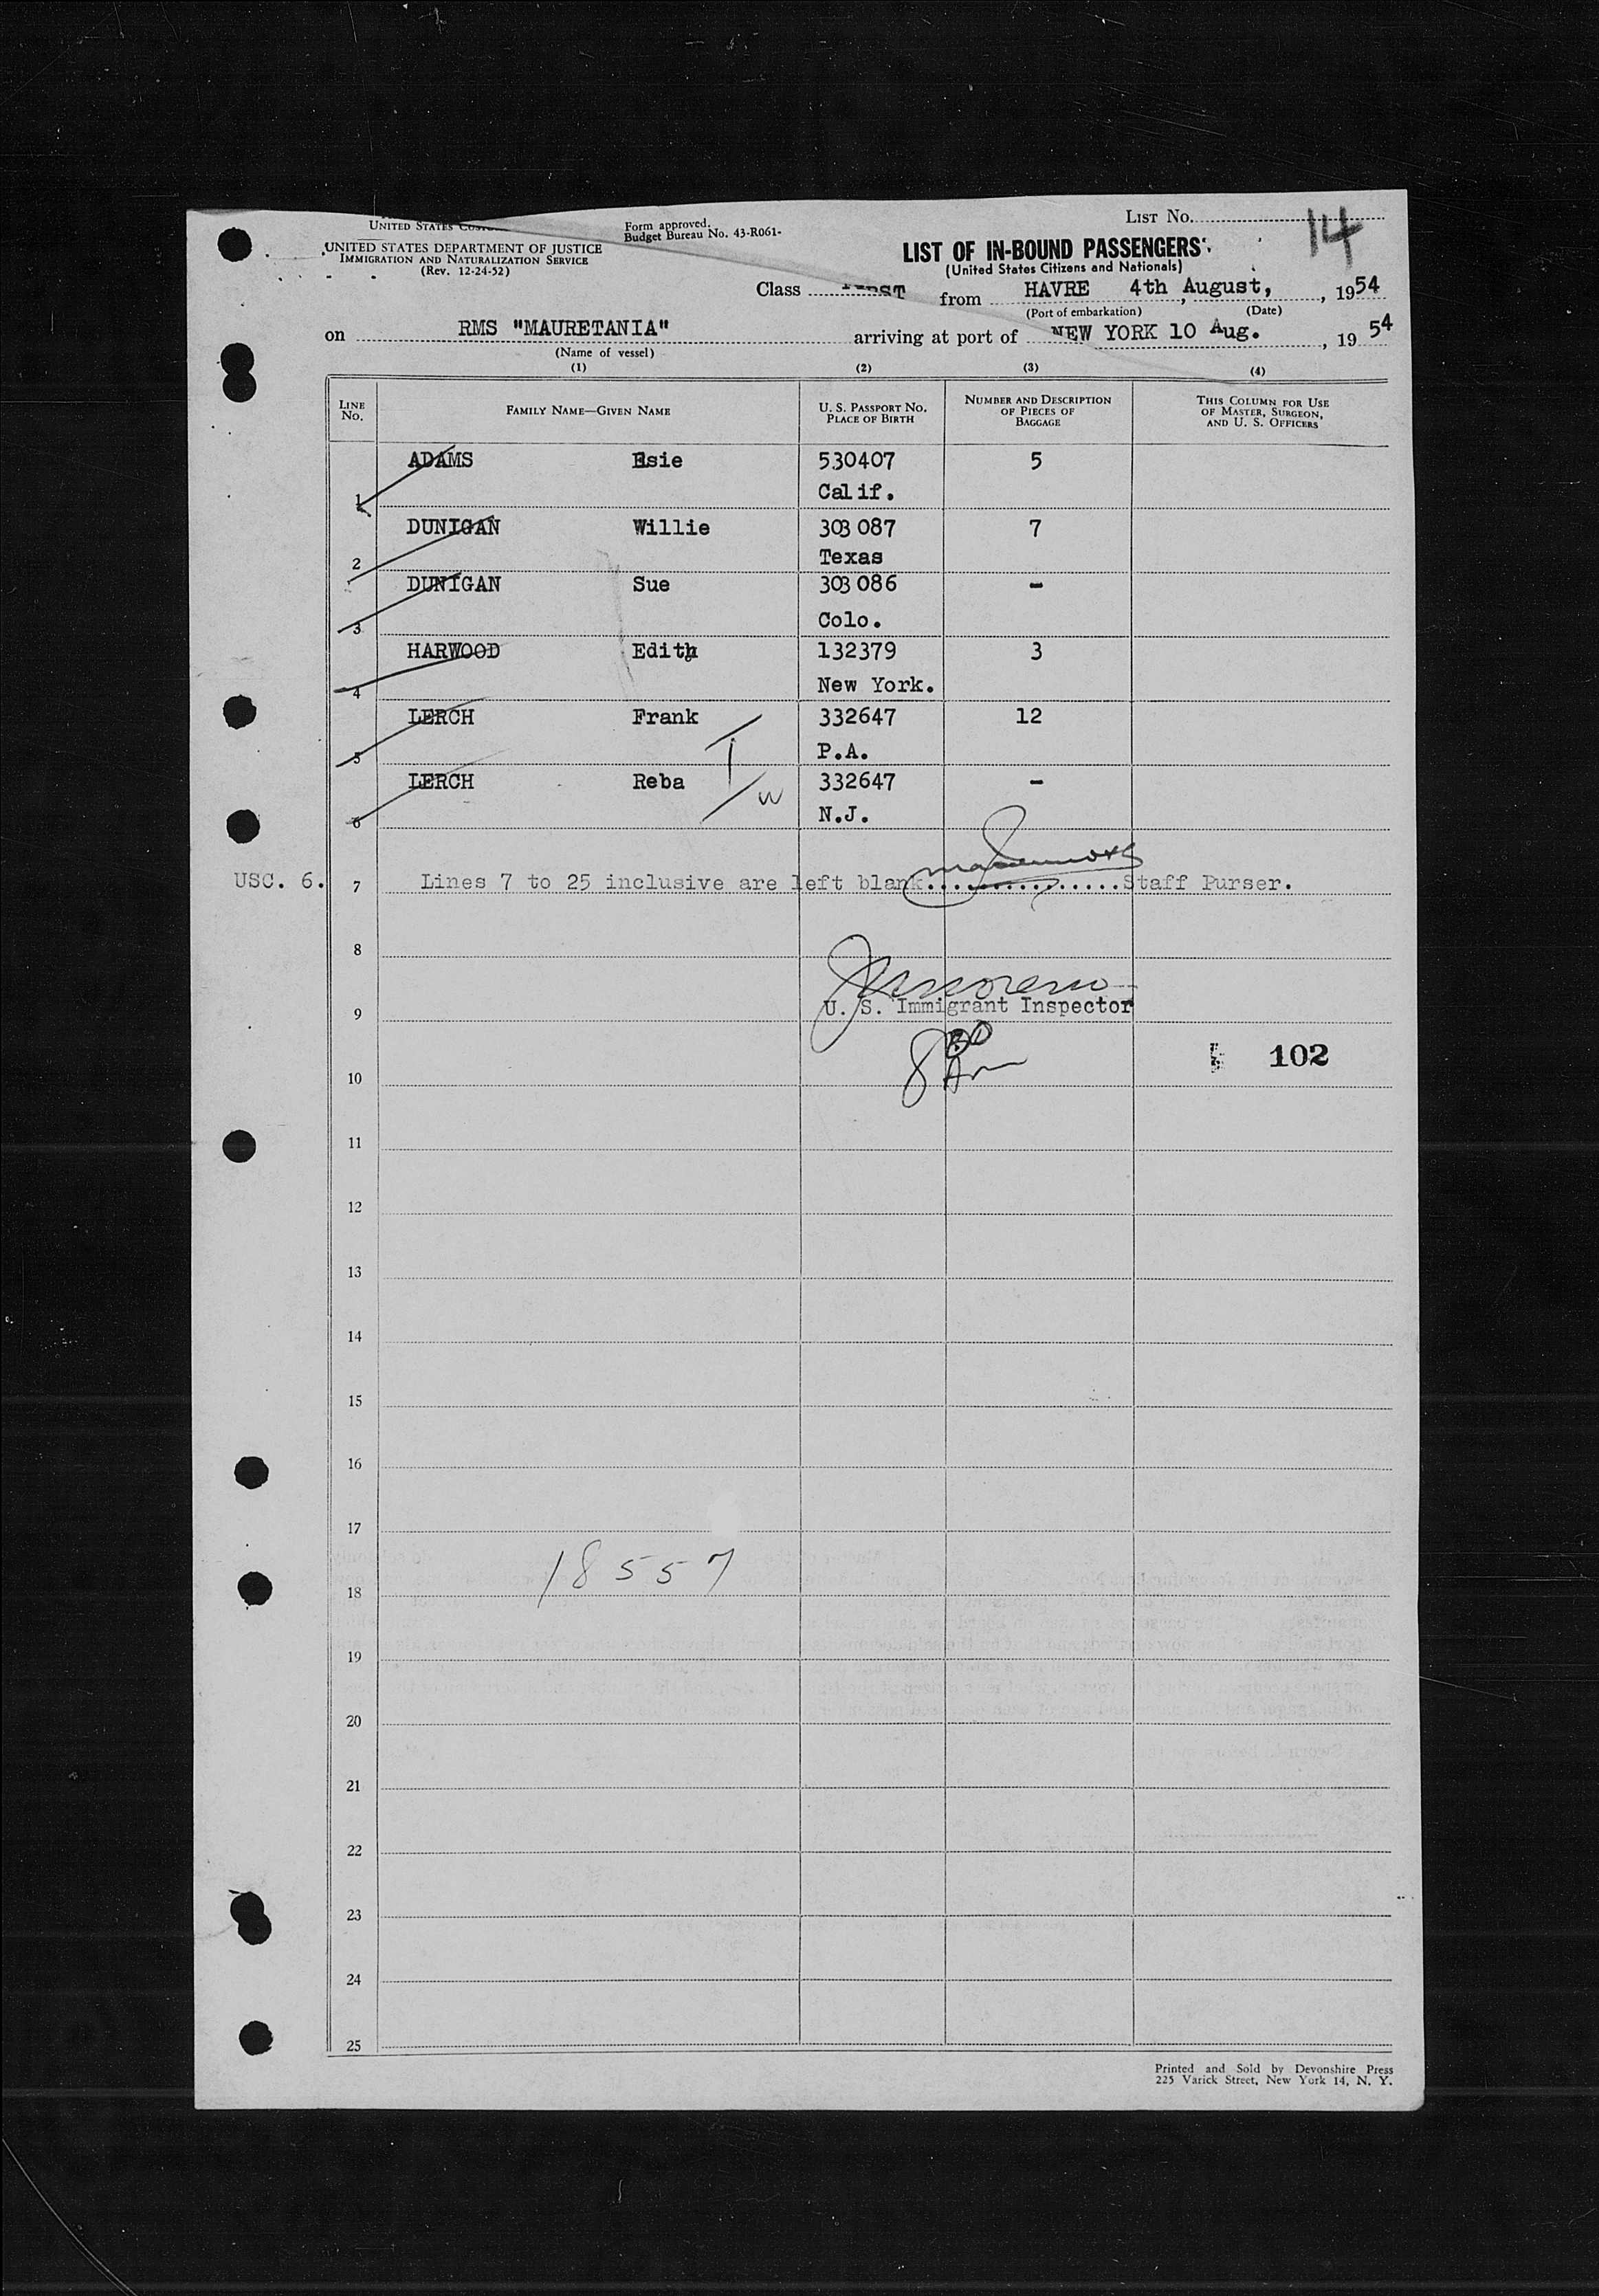 UNITED STATES
Form approved.
Budget Bureau No. 43-R061-
LIST No. 14
UNITED STATES DEPARTMENT OF JUSTICE
IMMIGRATION AND NATURALIZATION SERVICE
(Rev. 12-24-52)
LIST OF IN-BOUND PASSENGERS
(United States Citizens and Nationals)
Class from HAVRE 4th August, , 1954
(Port of embarkation) (Date)
on RMS "MAURETANIA" arriving at port of NEW YORK 10 Aug. , 1954
(Name of vessel)
(1) (2) (3) (4)
LINE No. FAMILY NAME—GIVEN NAME U. S. PASSPORT NO. PLACE OF BIRTH NUMBER AND DESCRIPTION OF PIECES OF BAGGAGE THIS COLUMN FOR USE OF MASTER, SURGEON, AND U. S. OFFICERS
ADAMS Esie 530407 5
1 Calif.
DUNIGAN Willie 303087 7
2 Texas
DUNIGAN Sue 303086 -
3 Colo.
HARWOOD Edith 132379 3
4 New York.
LERCH Frank 332647 12
5 P.A.
LERCH Reba W 332647 -
6 N.J.
USC. 6. 7 Lines 7 to 25 inclusive are left blank................Staff Purser.
8
9 U. S. Immigrant Inspector
8 30 Am
10 102
11
12
13
14
15
16
17
18557
18
19
20
21
22
23
24
25
Printed and Sold by Devonshire Press
225 Varick Street, New York 14, N. Y.